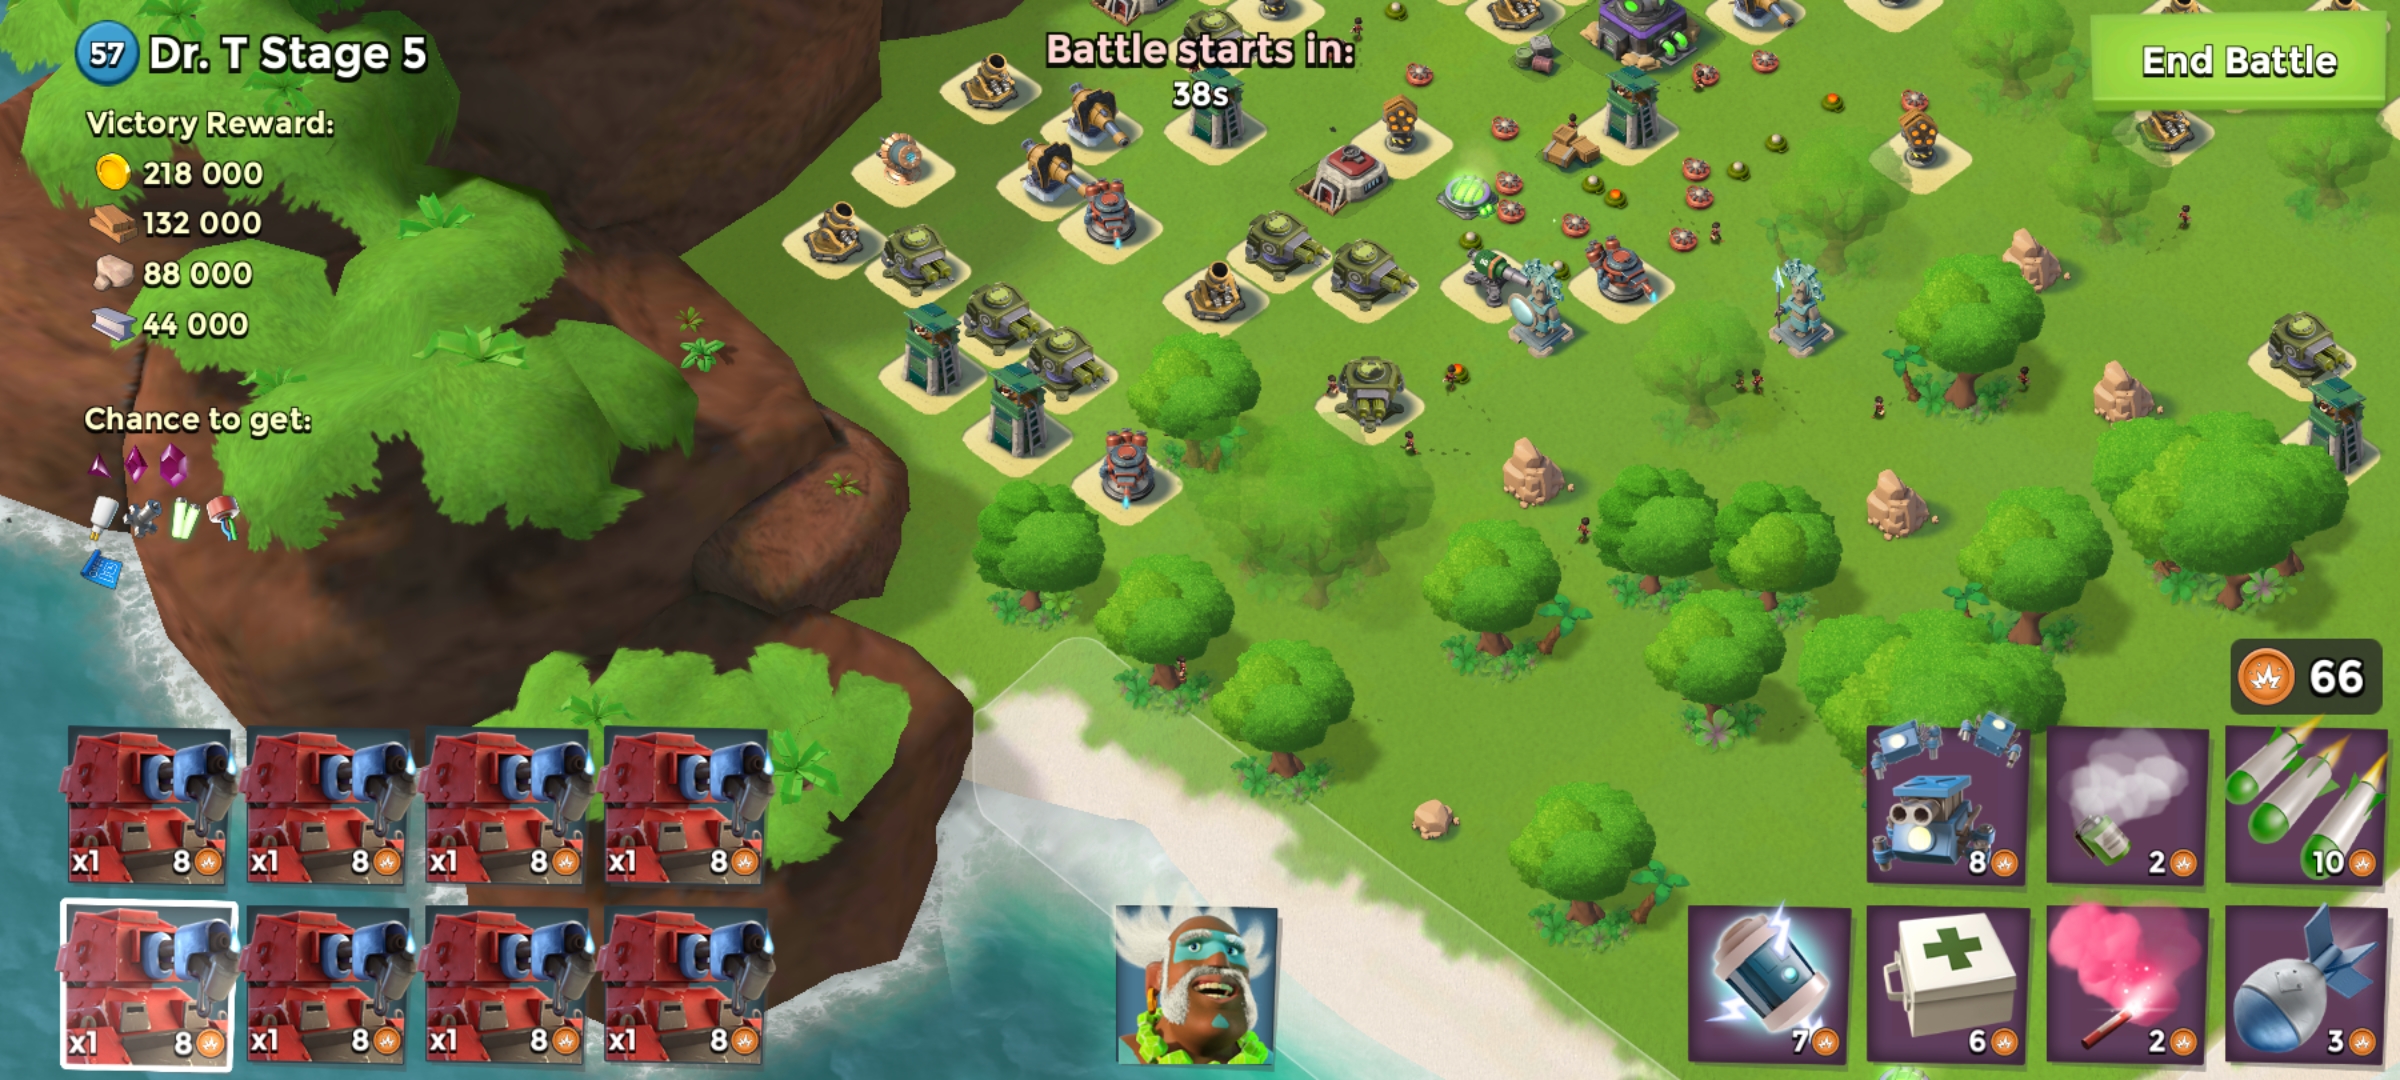 57 Dr. T Stage 5
Battle starts in:
38s
End Battle
Victory Reward:
218 000
132 000
88 000
44 000
Chance to get:
66
x1 8
x1 8
x1 8
x1 8
8
2
10
x1 8
x1 8
x1 8
x1 8
7
6
2
3